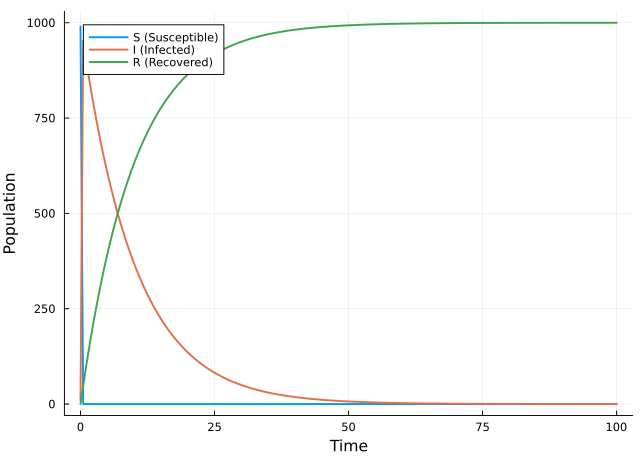 1000
750
500
250
0
Population
S (Susceptible)
I (Infected)
R (Recovered)
0 25 50 75 100
Time